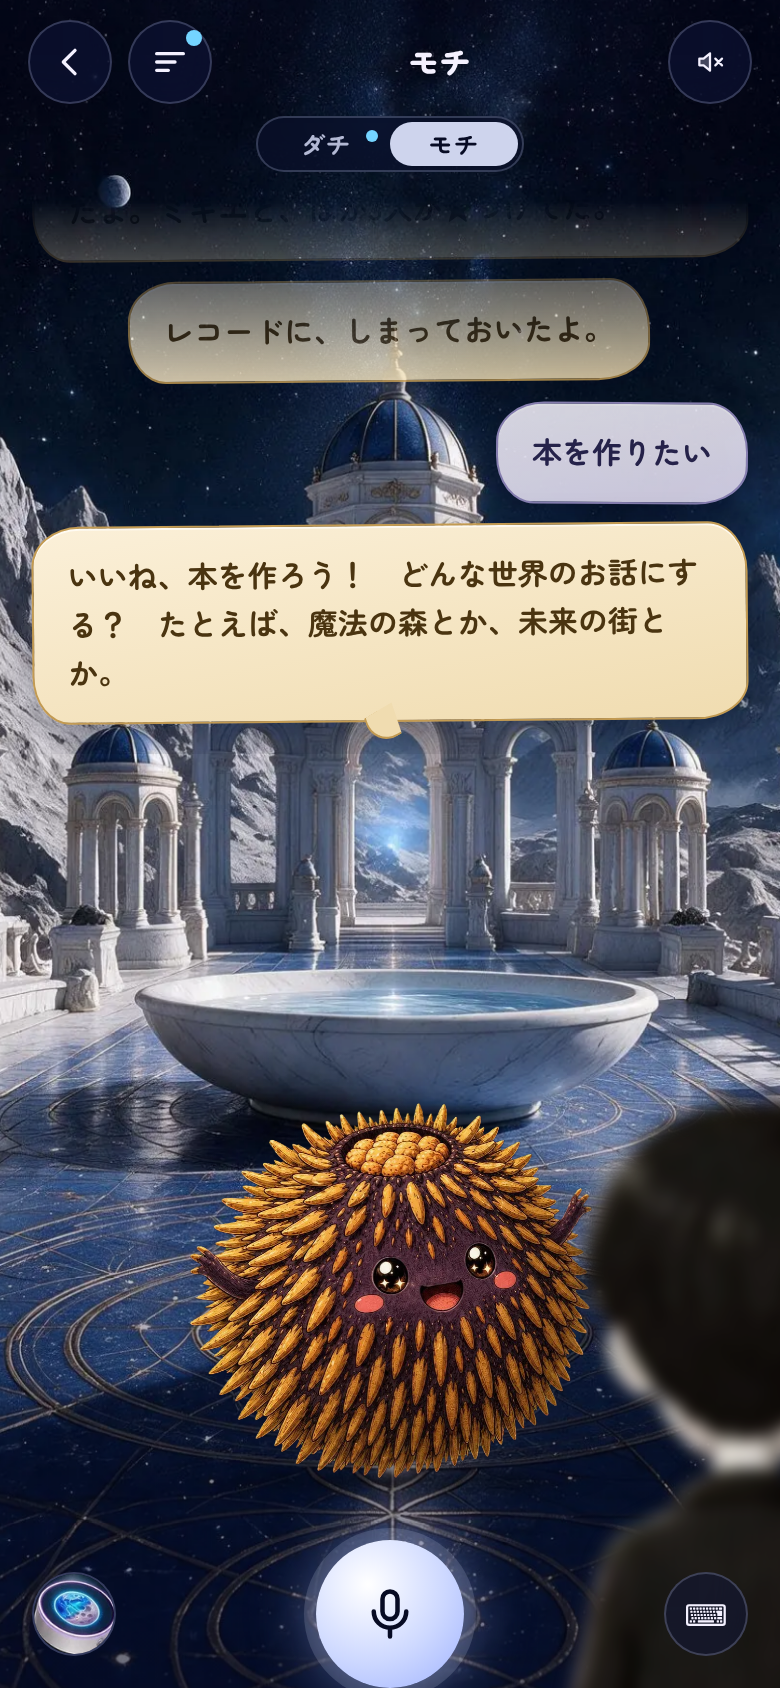 モチ
ダチ
モチ
レコードに、しまっておいたよ。
本を作りたい
いいね、本を作ろう！　どんな世界のお話にす
る？　たとえば、魔法の森とか、未来の街と
か。